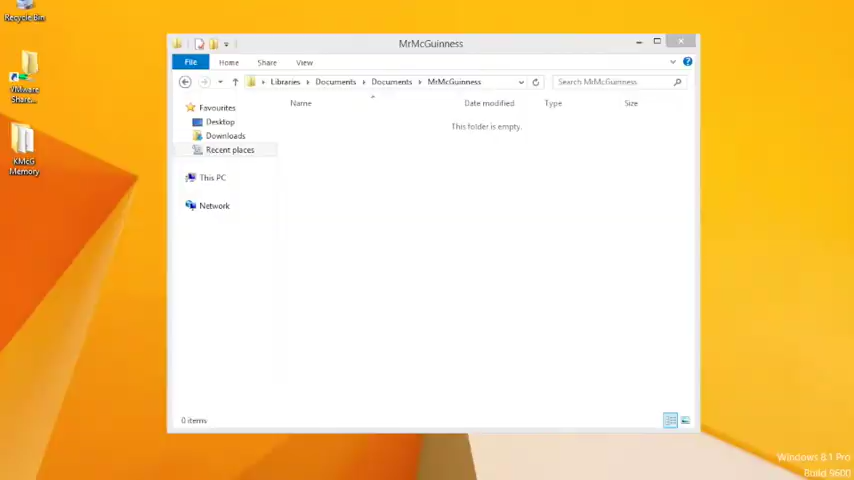 Recycle Bin
MrMcGuinness
File Home Share View
Libraries Documents Documents MrMcGuinness
Search MrMcGuinness
Name Date modified Type Size
This folder is empty.
Favourites
Desktop
Downloads
Recent places
This PC
Network
0 items
VMware
Share...
KMcG
Memory
Windows 8.1 Pro
Build 9600